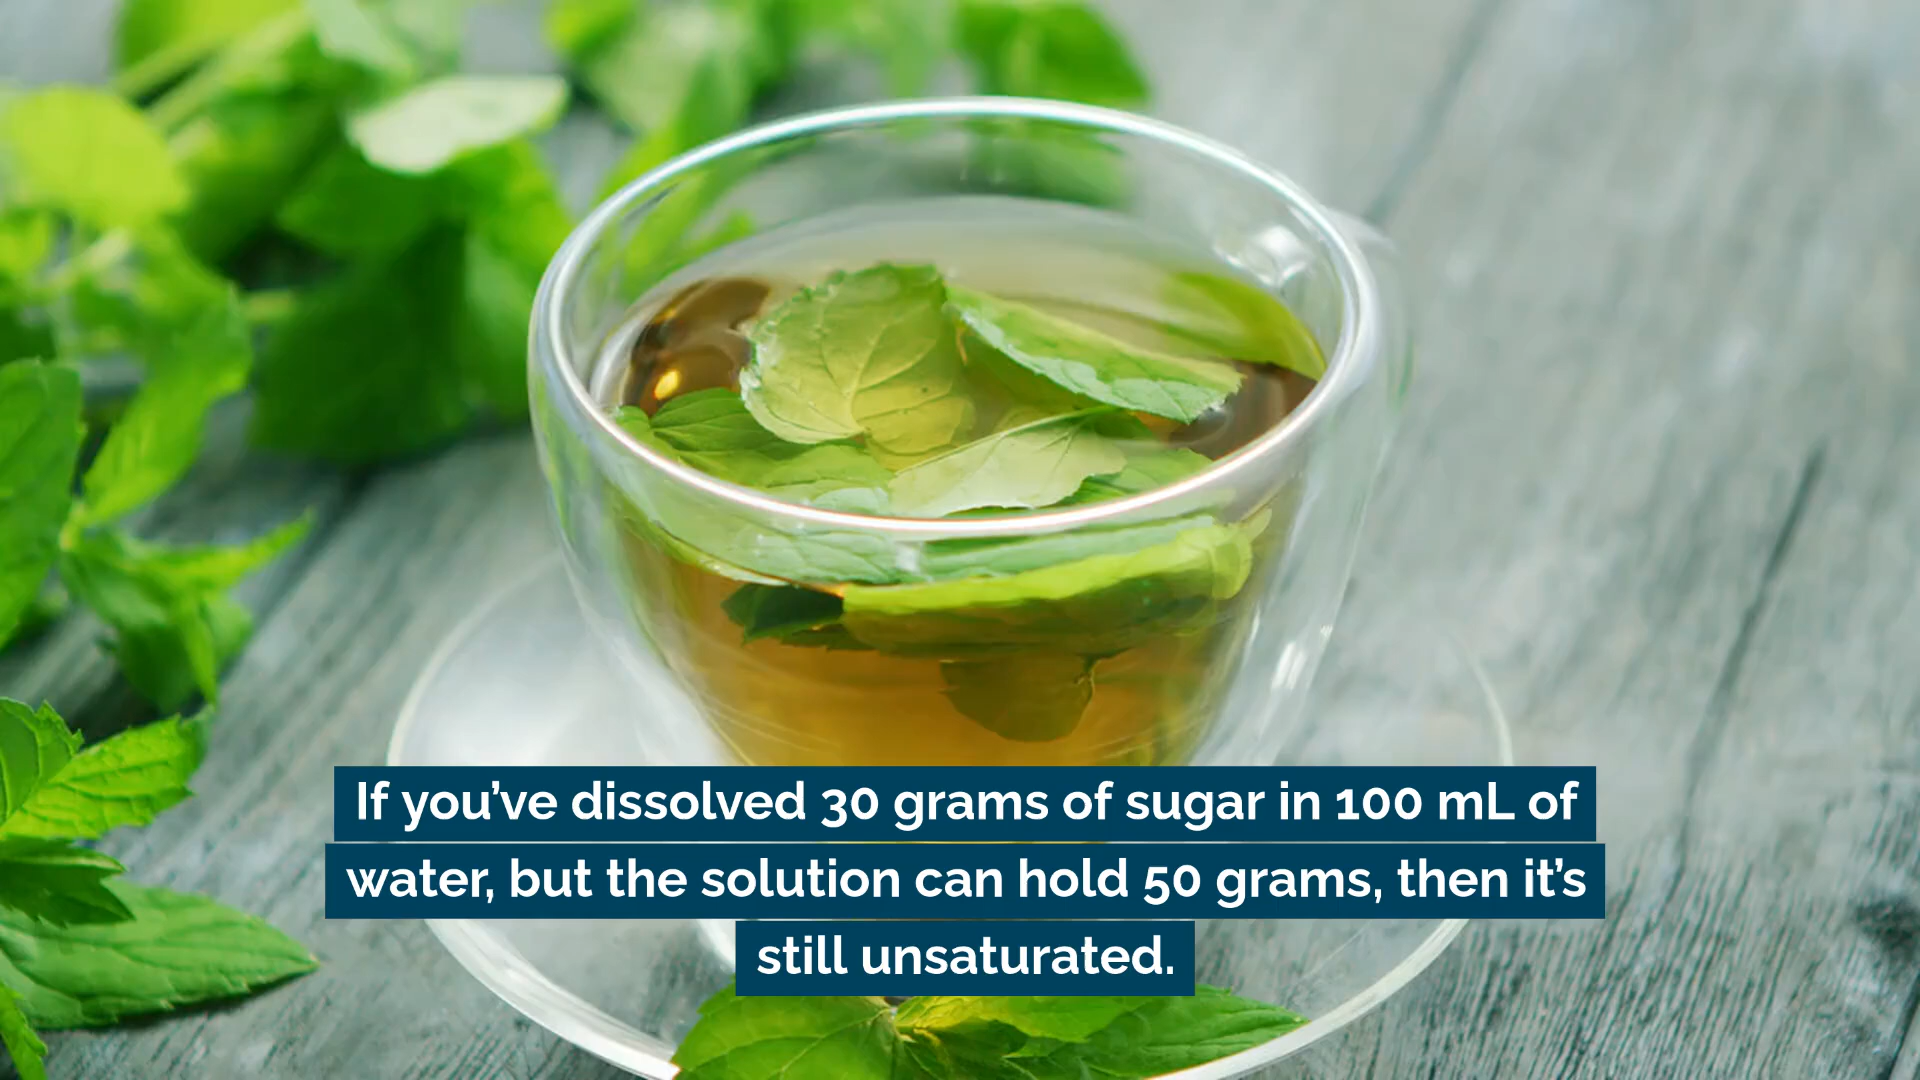 If you’ve dissolved 30 grams of sugar in 100 mL of
water, but the solution can hold 50 grams, then it’s
still unsaturated.